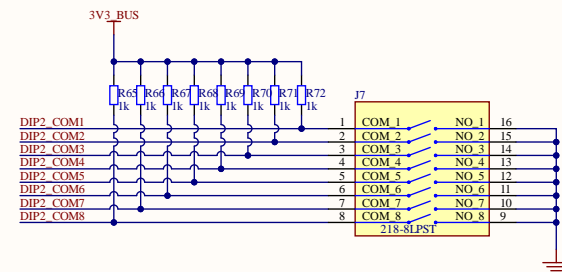 3V3_BUS
R65 R66 R67 R68 R69 R70 R71 R72
1k 1k 1k 1k 1k 1k 1k 1k
J7
DIP2_COM1 1 COM_1 NO_1 16
DIP2_COM2 2 COM_2 NO_2 15
DIP2_COM3 3 COM_3 NO_3 14
DIP2_COM4 4 COM_4 NO_4 13
DIP2_COM5 5 COM_5 NO_5 12
DIP2_COM6 6 COM_6 NO_6 11
DIP2_COM7 7 COM_7 NO_7 10
DIP2_COM8 8 COM_8 NO_8 9
218-8LPST